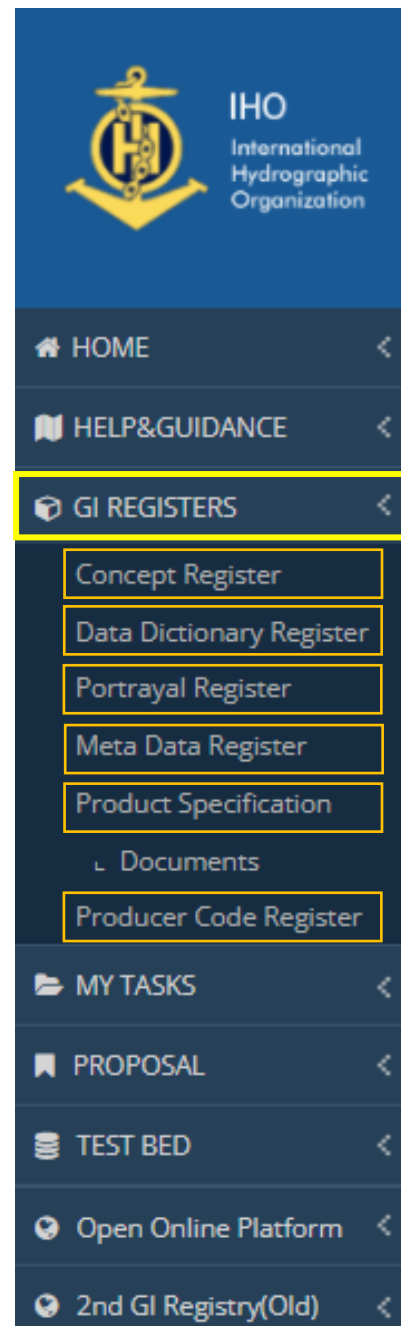 IHO
International
Hydrographic
Organization
HOME
HELP&GUIDANCE
GI REGISTERS
Concept Register
Data Dictionary Register
Portrayal Register
Meta Data Register
Product Specification
Documents
Producer Code Register
MY TASKS
PROPOSAL
TEST BED
Open Online Platform
2nd GI Registry(Old)